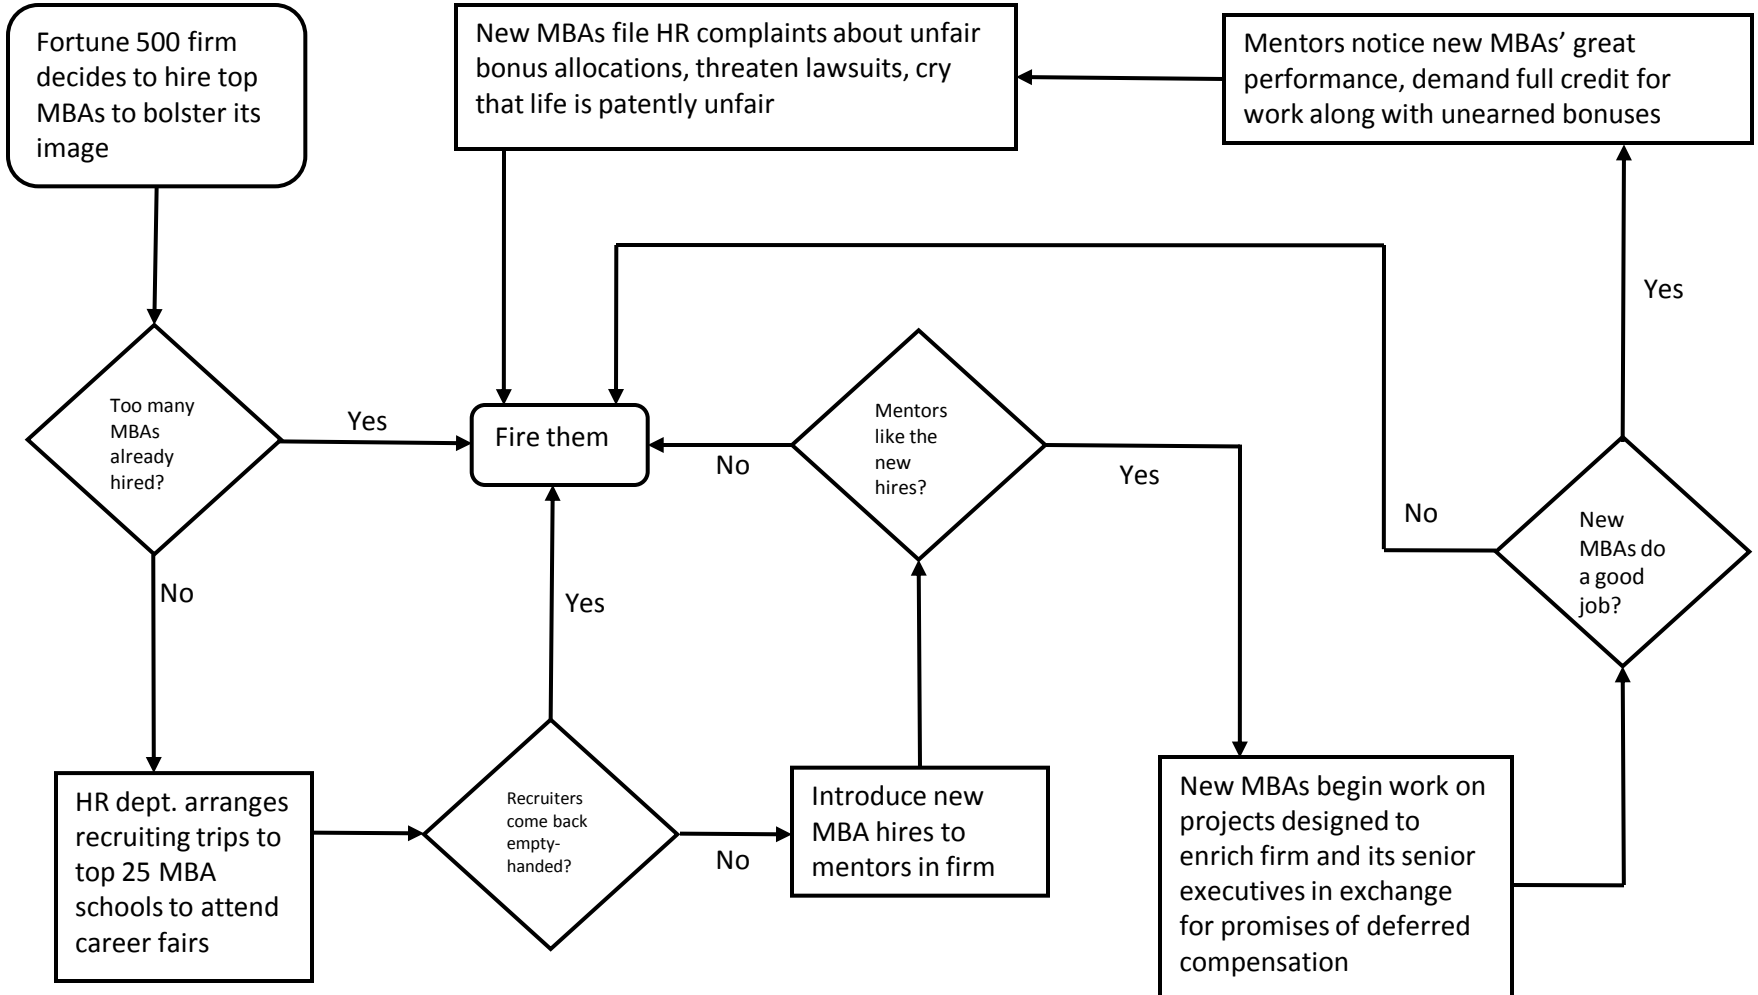 Fortune 500 firm
decides to hire top
MBAs to bolster its
image
New MBAs file HR complaints about unfair
bonus allocations, threaten lawsuits, cry
that life is patently unfair
Mentors notice new MBAs’ great
performance, demand full credit for
work along with unearned bonuses
Yes
Too many
MBAs
already
hired?
Yes
Fire them
No
Mentors
like the
new
hires?
Yes
No
New
MBAs do
a good
job?
No
Yes
HR dept. arranges
recruiting trips to
top 25 MBA
schools to attend
career fairs
Recruiters
come back
empty-
handed?
No
Introduce new
MBA hires to
mentors in firm
New MBAs begin work on
projects designed to
enrich firm and its senior
executives in exchange
for promises of deferred
compensation